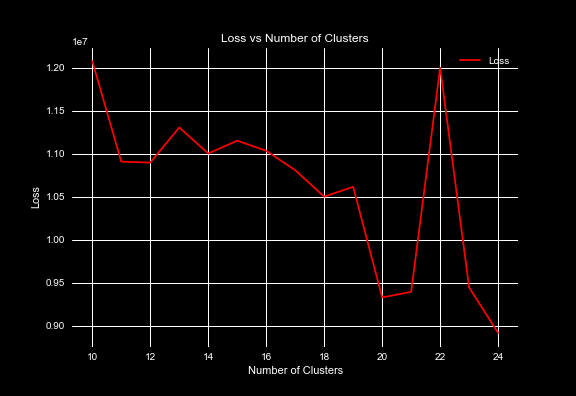 Loss vs Number of Clusters
1e7
Loss
1.20
1.15
1.10
1.05
1.00
0.95
0.90
Loss
10 12 14 16 18 20 22 24
Number of Clusters